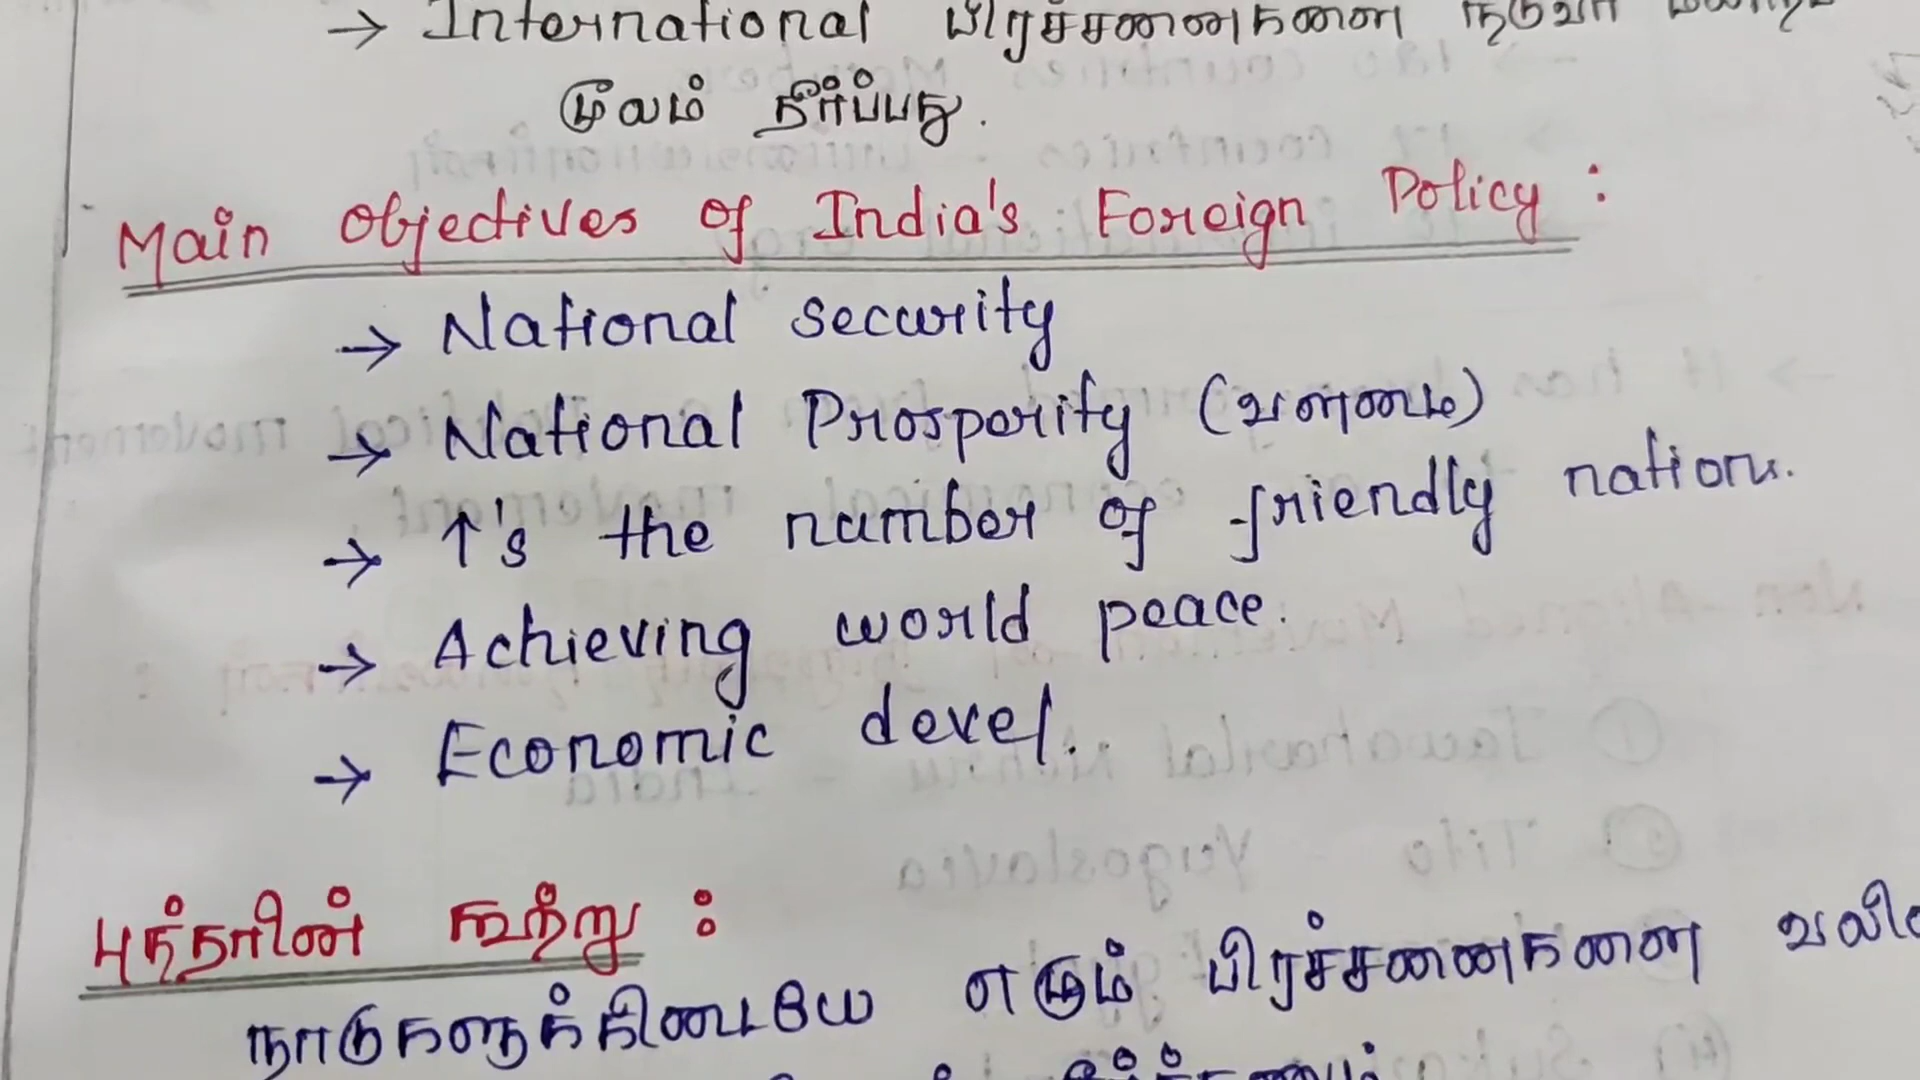 → International பிரச்சனைகளை நடுவர்
மூலம் தீர்ப்பது.
Main Objectives of India's Foreign Policy :
→ National security
→ National Prosperity (வளமை)
→ ↑'s the number of friendly nations.
→ Achieving world peace.
→ Economic devel.
கூற்று :
நாடுகளுக்கிடையே எழும் பிரச்சனைகளை